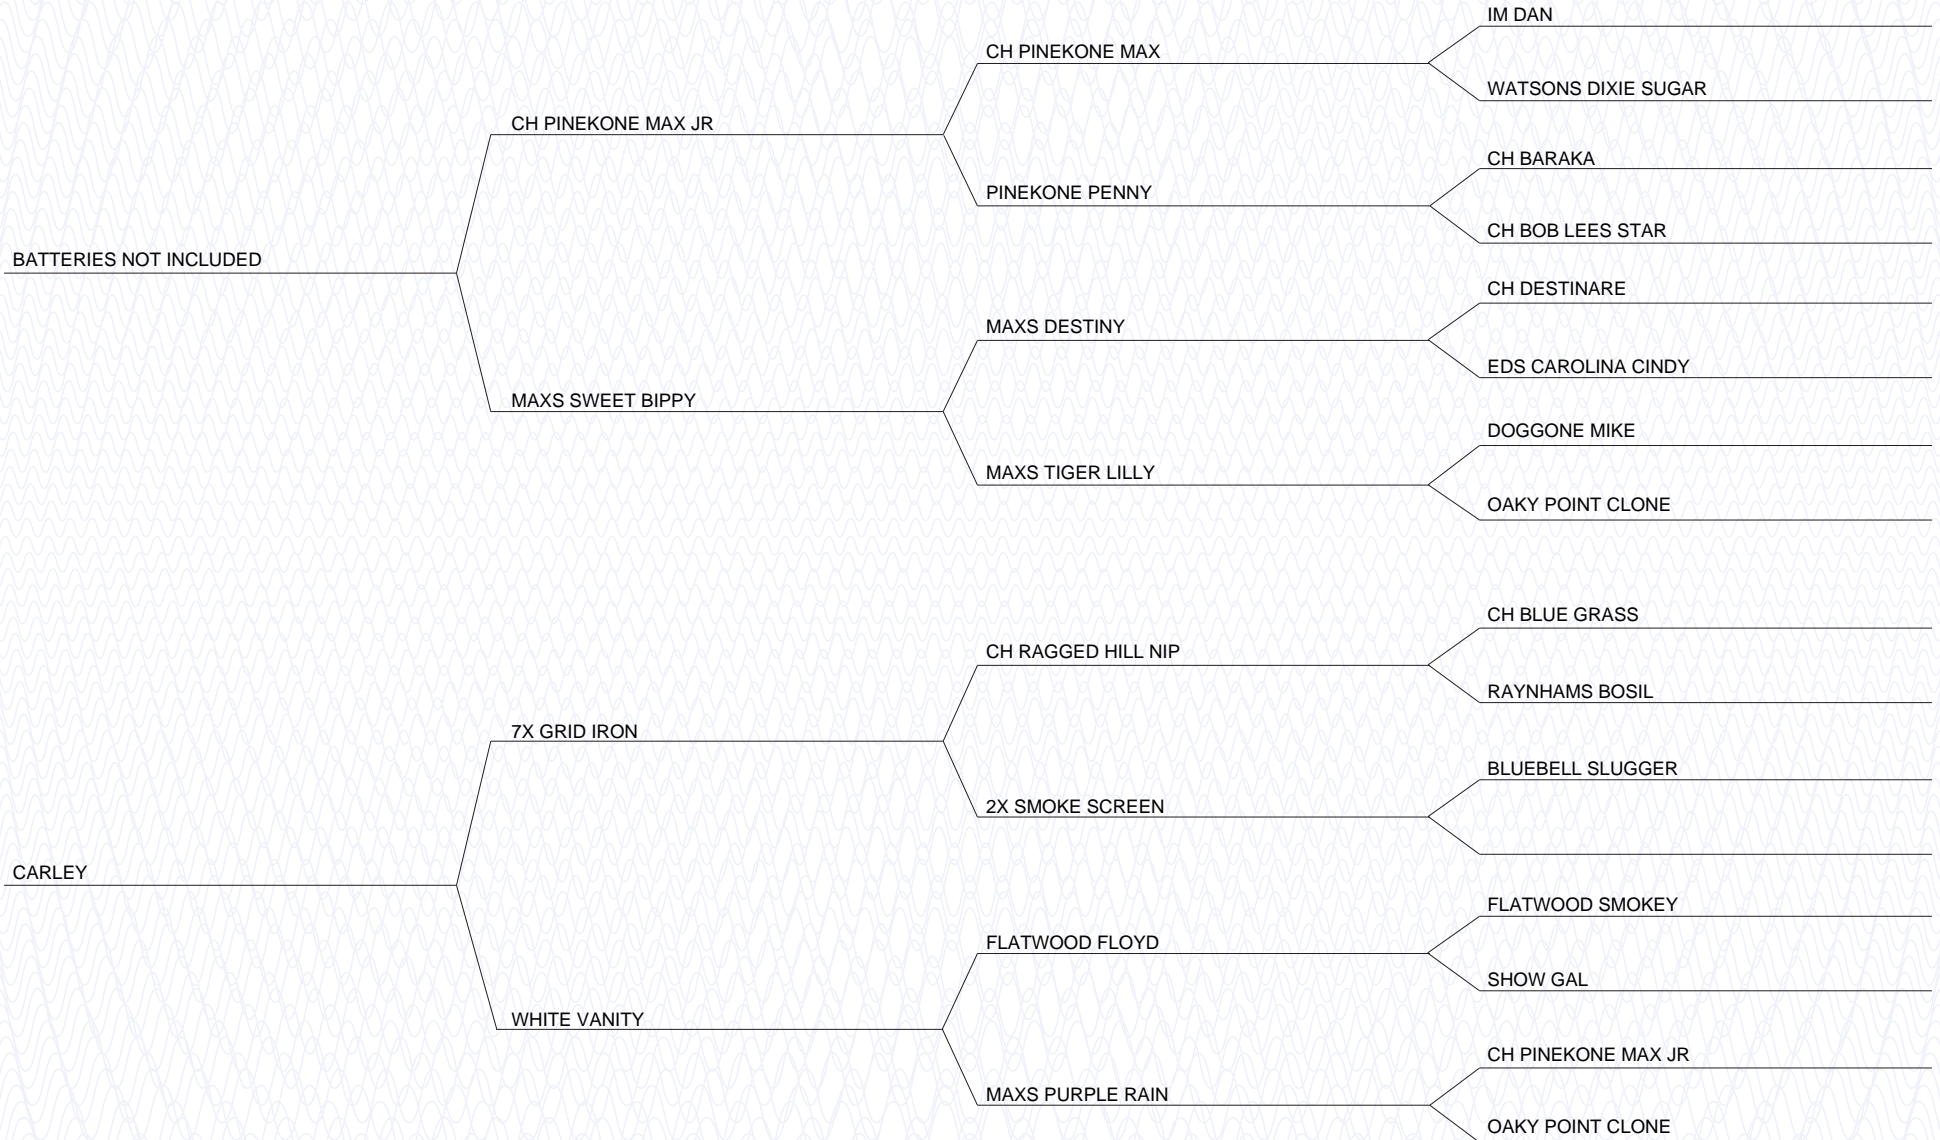 IM DAN
CH PINEKONE MAX
WATSONS DIXIE SUGAR
CH PINEKONE MAX JR
CH BARAKA
PINEKONE PENNY
CH BOB LEES STAR
BATTERIES NOT INCLUDED
CH DESTINARE
MAXS DESTINY
EDS CAROLINA CINDY
MAXS SWEET BIPPY
DOGGONE MIKE
MAXS TIGER LILLY
OAKY POINT CLONE
CH BLUE GRASS
CH RAGGED HILL NIP
RAYNHAMS BOSIL
7X GRID IRON
BLUEBELL SLUGGER
2X SMOKE SCREEN
CARLEY
FLATWOOD SMOKEY
FLATWOOD FLOYD
SHOW GAL
WHITE VANITY
CH PINEKONE MAX JR
MAXS PURPLE RAIN
OAKY POINT CLONE